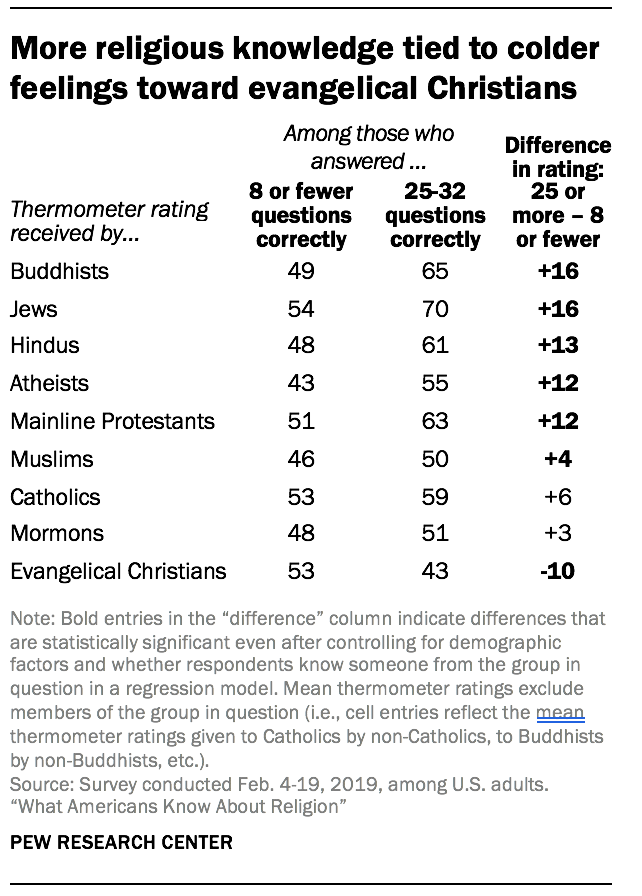 More religious knowledge tied to colder
feelings toward evangelical Christians
Among those who
answered ...
Difference
in rating:
25 or
more – 8
or fewer
Thermometer rating
received by...
8 or fewer
questions
correctly
25-32
questions
correctly
Buddhists 49 65 +16
Jews 54 70 +16
Hindus 48 61 +13
Atheists 43 55 +12
Mainline Protestants 51 63 +12
Muslims 46 50 +4
Catholics 53 59 +6
Mormons 48 51 +3
Evangelical Christians 53 43 -10
Note: Bold entries in the “difference” column indicate differences that
are statistically significant even after controlling for demographic
factors and whether respondents know someone from the group in
question in a regression model. Mean thermometer ratings exclude
members of the group in question (i.e., cell entries reflect the mean
thermometer ratings given to Catholics by non-Catholics, to Buddhists
by non-Buddhists, etc.).
Source: Survey conducted Feb. 4-19, 2019, among U.S. adults.
“What Americans Know About Religion”
PEW RESEARCH CENTER